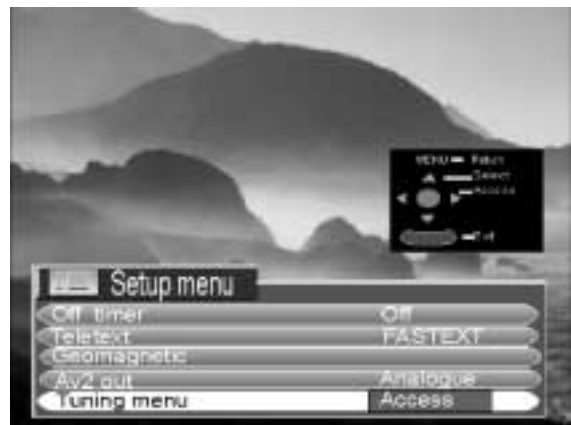 MENU Return
Select
Access
Exit
Setup menu
Off timer Off
Teletext FASTEXT
Geomagnetic
Av2 out Analogue
Tuning menu Access